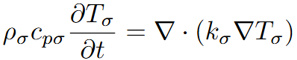 ρ_σ c_{pσ} ∂T_σ/∂t = ∇ · (k_σ ∇T_σ)